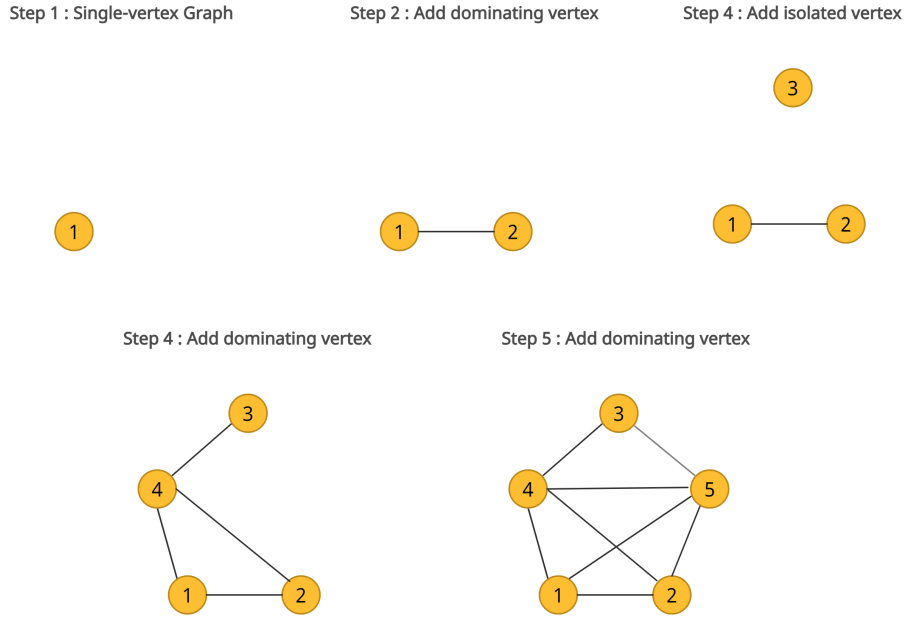 Step 1 : Single-vertex Graph
Step 2 : Add dominating vertex
Step 4 : Add isolated vertex
3
1
1 2
1 2
Step 4 : Add dominating vertex
Step 5 : Add dominating vertex
3
4
1 2
3
4 5
1 2